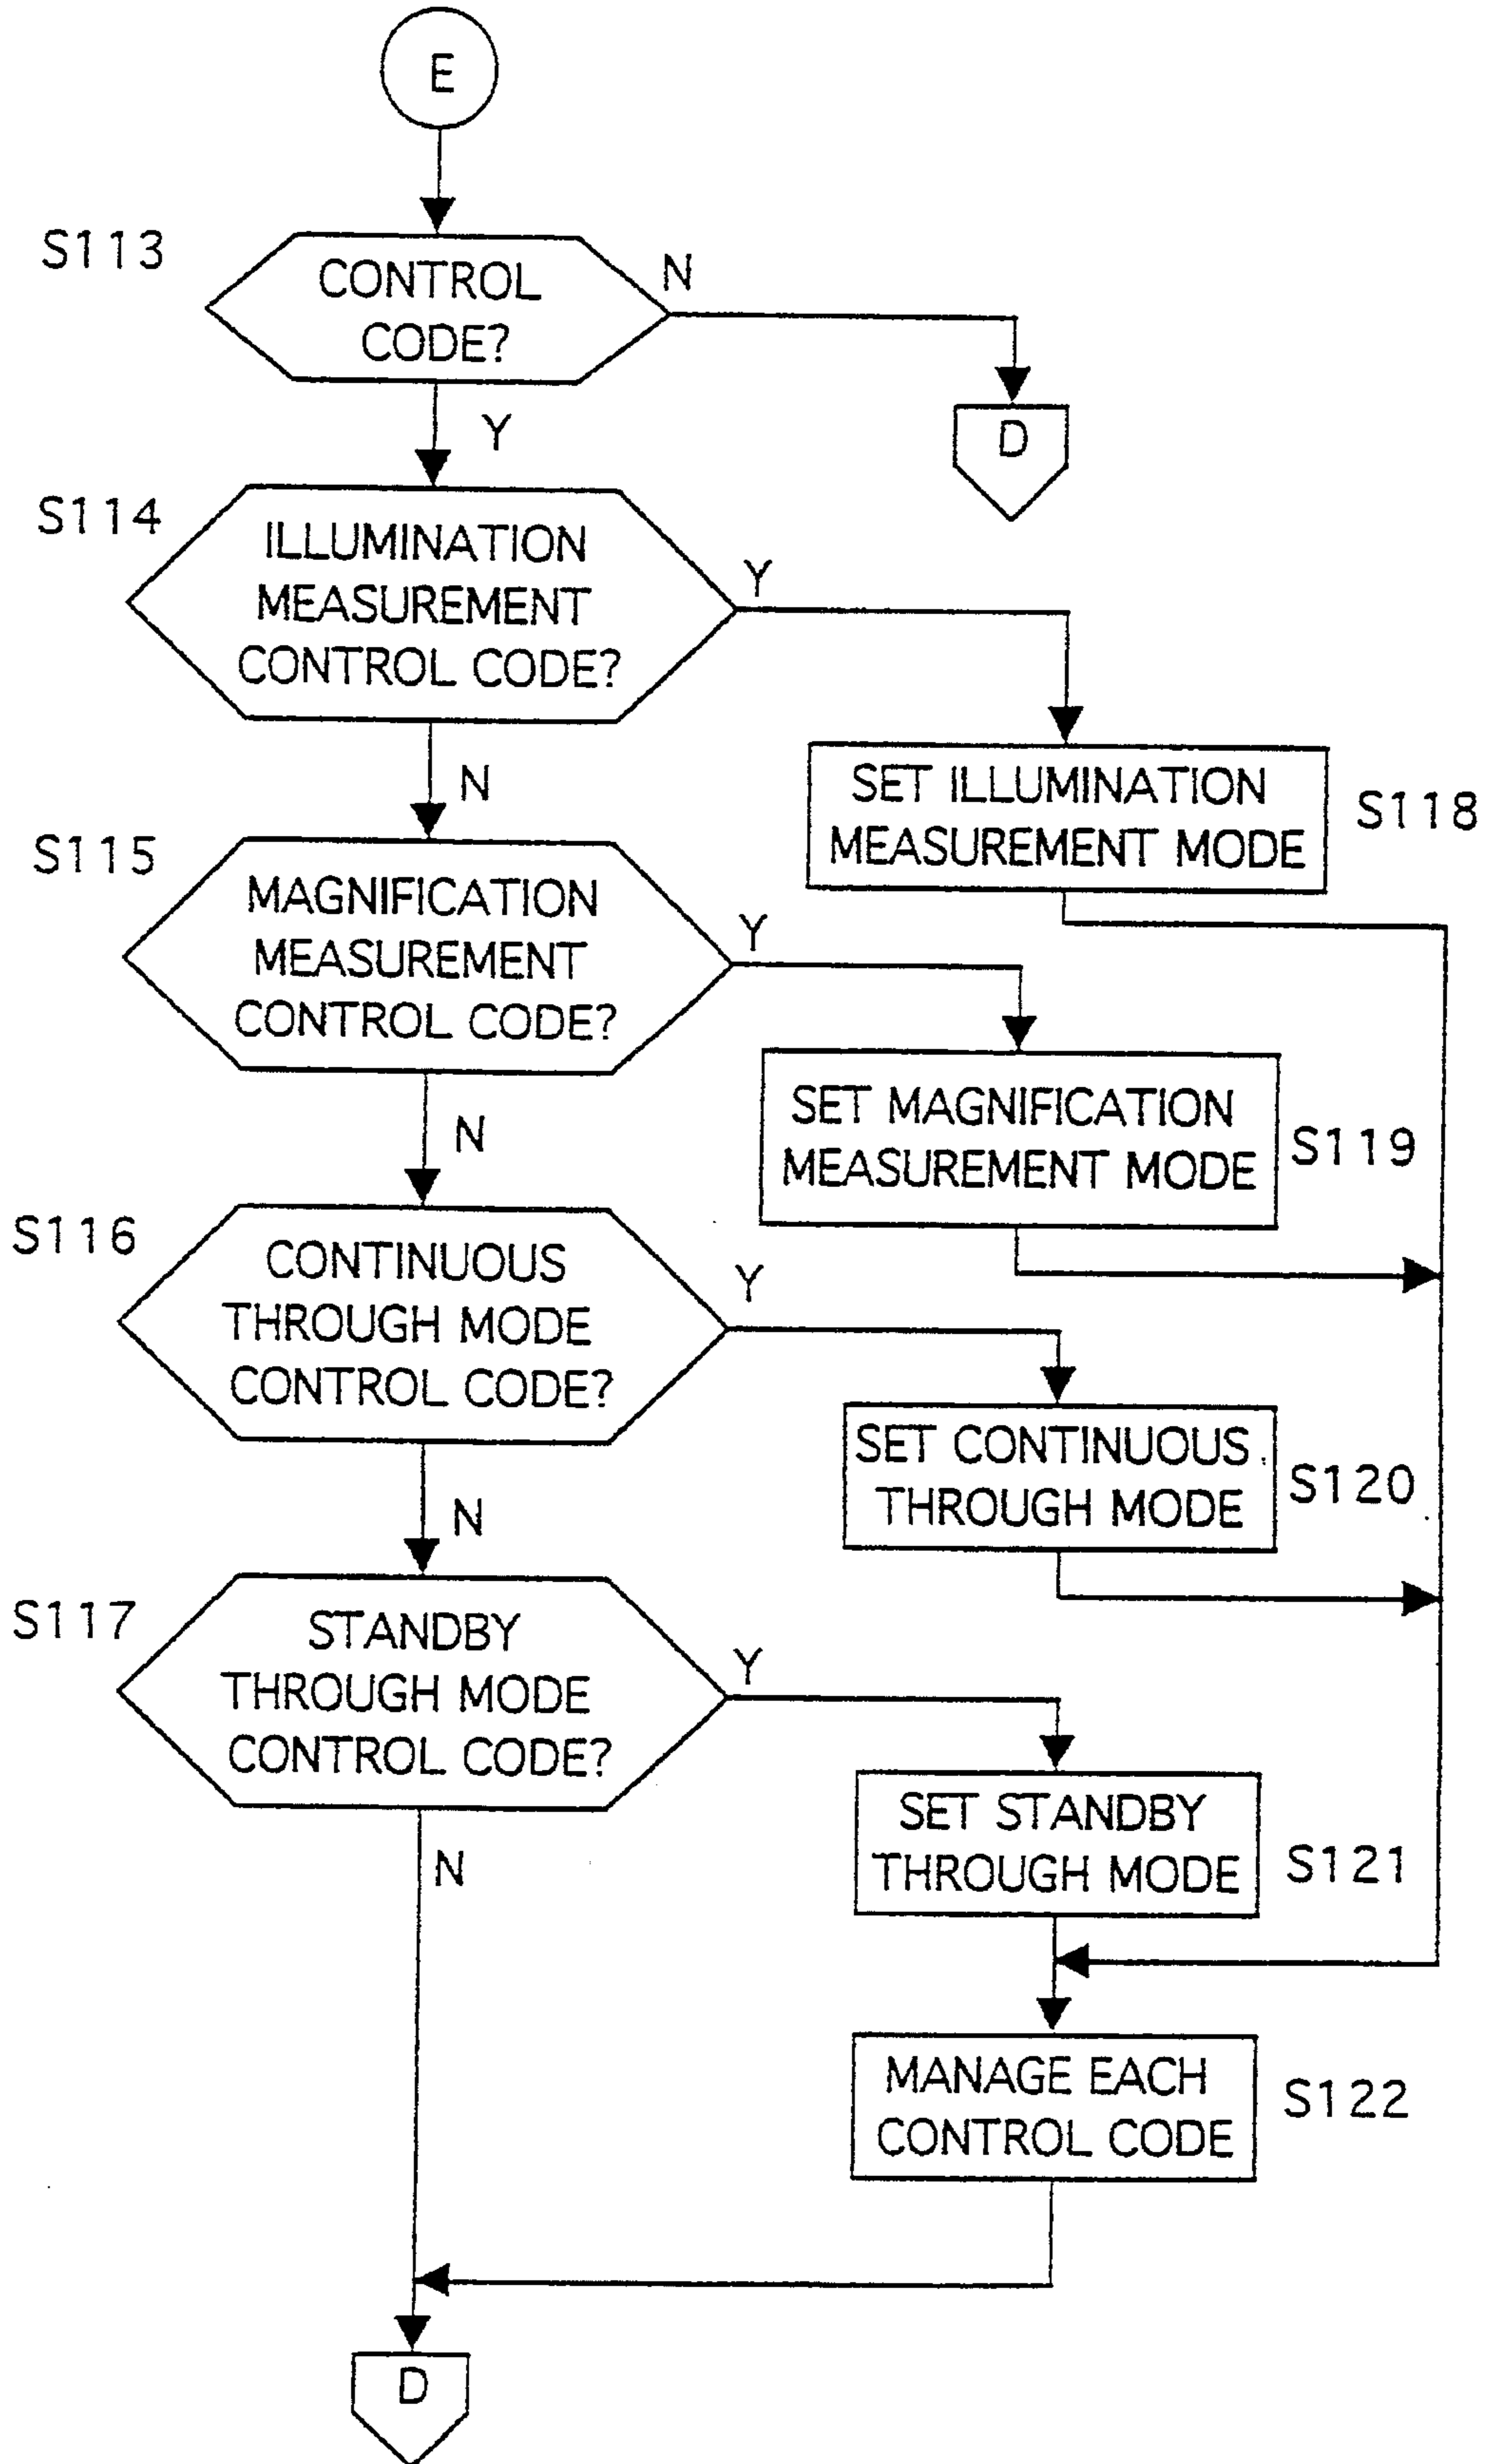 E
S113
CONTROL
CODE?
N
D
Y
S114
ILLUMINATION
MEASUREMENT
CONTROL CODE?
Y
N
SET ILLUMINATION
MEASUREMENT MODE
S118
S115
MAGNIFICATION
MEASUREMENT
CONTROL CODE?
Y
N
SET MAGNIFICATION
MEASUREMENT MODE
S119
S116
CONTINUOUS
THROUGH MODE
CONTROL CODE?
Y
N
SET CONTINUOUS
THROUGH MODE
S120
S117
STANDBY
THROUGH MODE
CONTROL CODE?
Y
N
SET STANDBY
THROUGH MODE
S121
MANAGE EACH
CONTROL CODE
S122
D